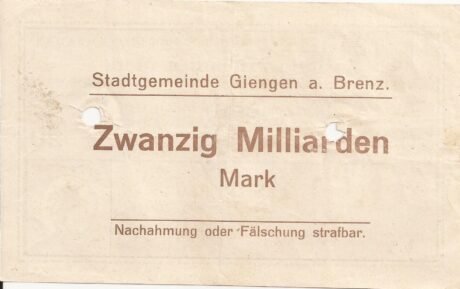 Stadtgemeinde Giengen a. Brenz.
Zwanzig Milliarden
Mark
Nachahmung oder Fälschung strafbar.